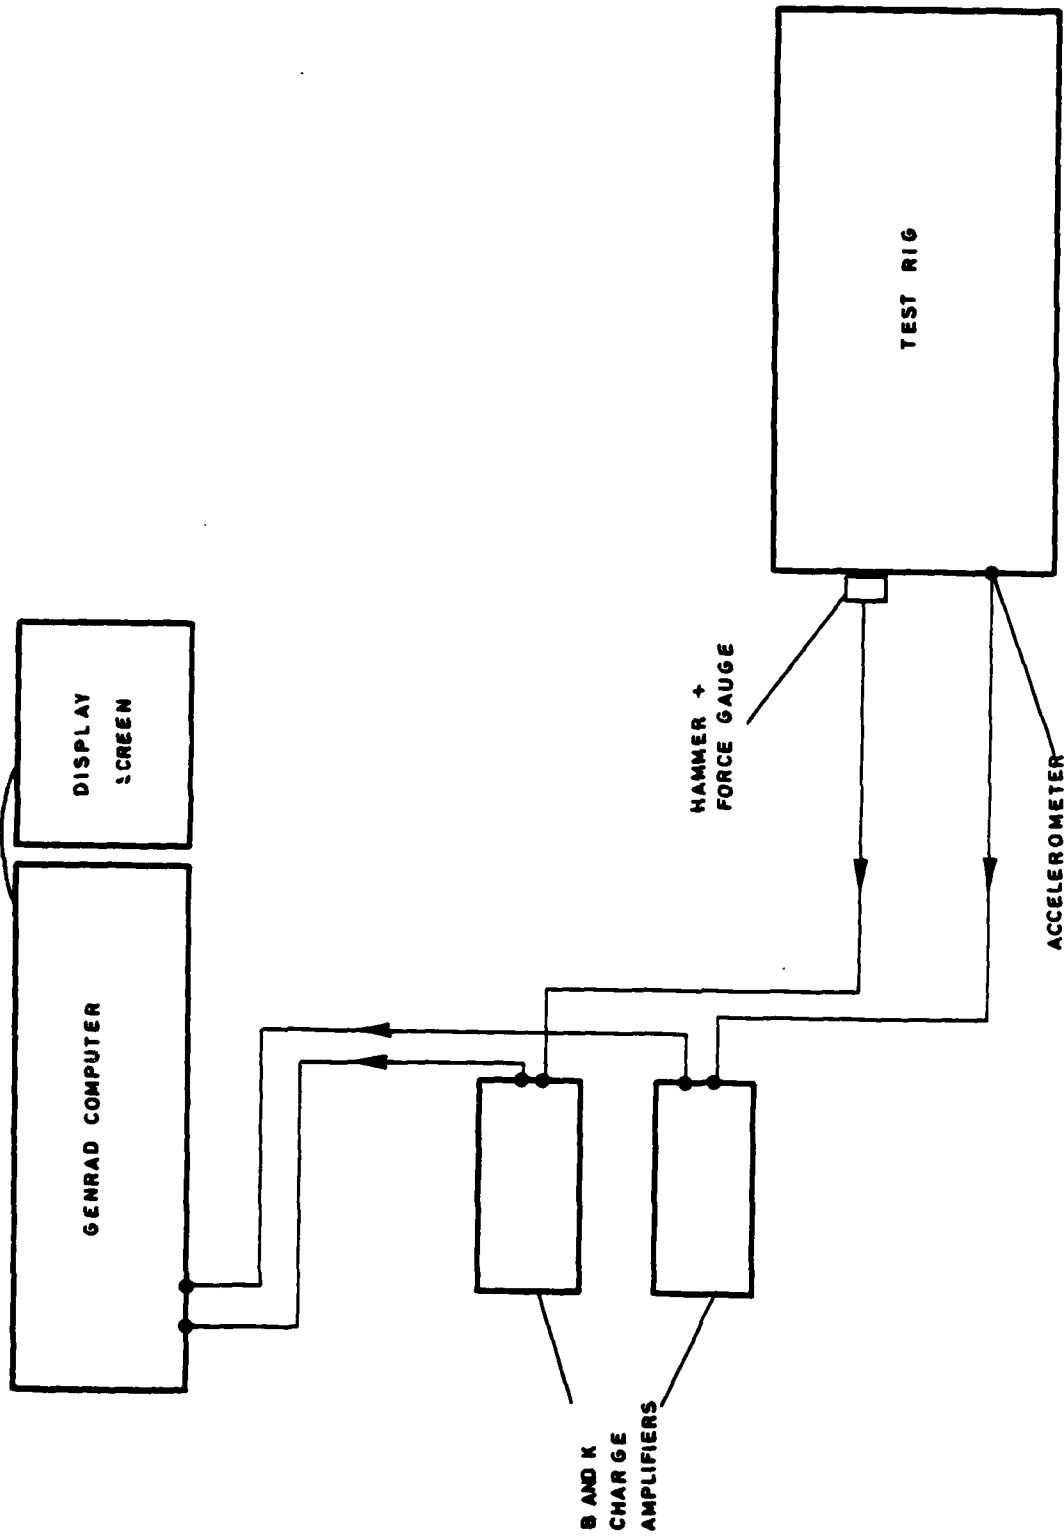 GENRAD COMPUTER
DISPLAY
SCREEN
B AND K
CHARGE
AMPLIFIERS
HAMMER +
FORCE GAUGE
TEST RIG
ACCELEROMETER